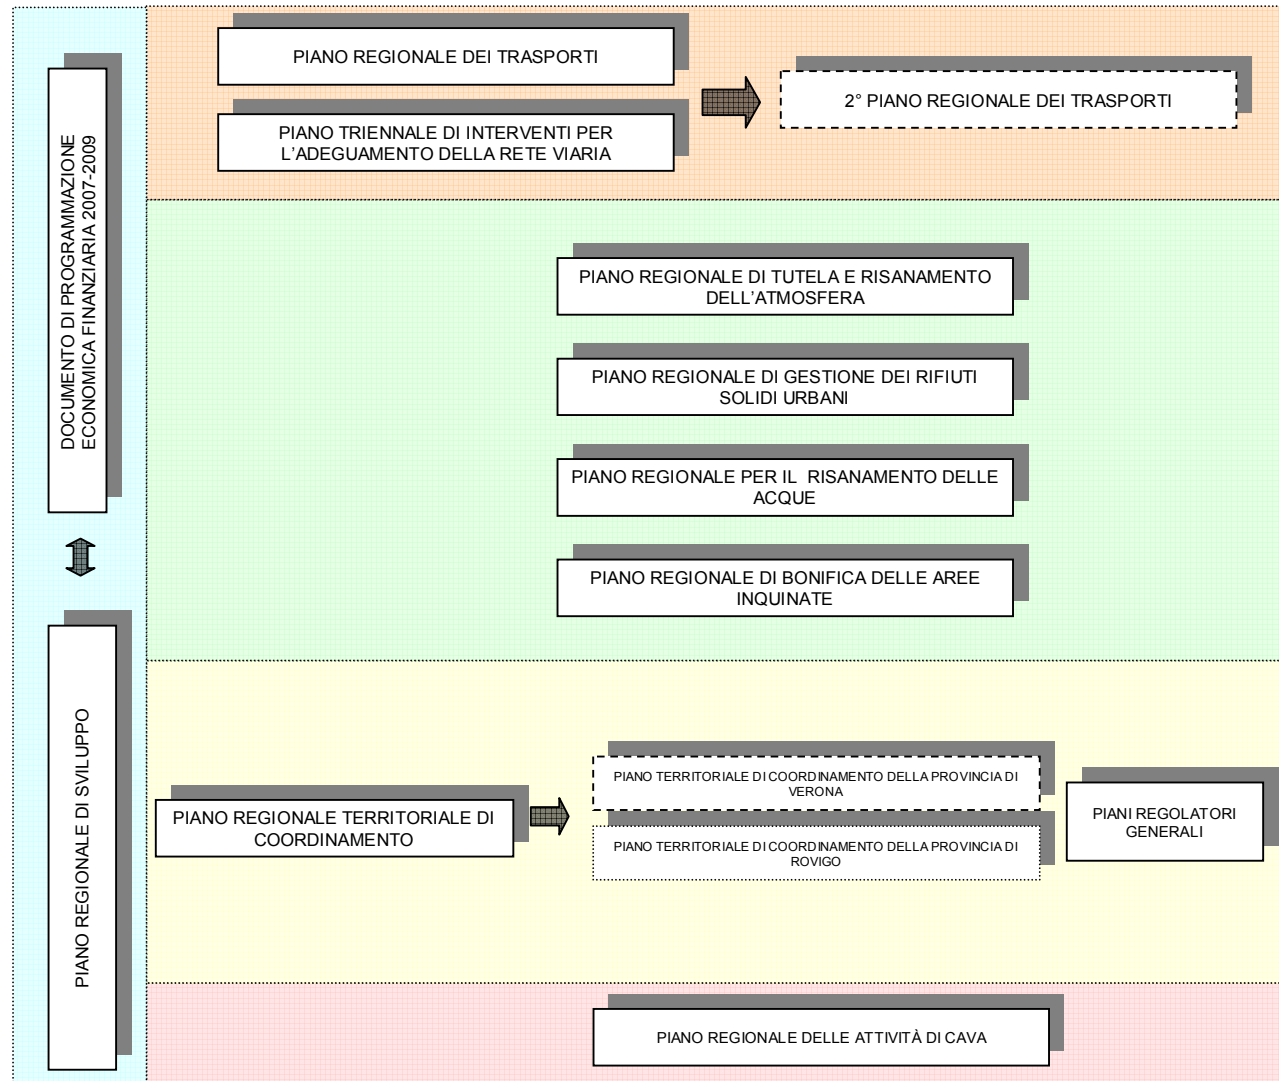 DOCUMENTO DI PROGRAMMAZIONE
ECONOMICA FINANZIARIA 2007-2009
PIANO REGIONALE DI SVILUPPO
PIANO REGIONALE DEI TRASPORTI
PIANO TRIENNALE DI INTERVENTI PER
L'ADEGUAMENTO DELLA RETE VIARIA
2° PIANO REGIONALE DEI TRASPORTI
PIANO REGIONALE DI TUTELA E RISANAMENTO
DELL'ATMOSFERA
PIANO REGIONALE DI GESTIONE DEI RIFIUTI
SOLIDI URBANI
PIANO REGIONALE PER IL RISANAMENTO DELLE
ACQUE
PIANO REGIONALE DI BONIFICA DELLE AREE
INQUINATE
PIANO REGIONALE TERRITORIALE DI
COORDINAMENTO
PIANO TERRITORIALE DI COORDINAMENTO DELLA PROVINCIA DI
VERONA
PIANO TERRITORIALE DI COORDINAMENTO DELLA PROVINCIA DI
ROVIGO
PIANI REGOLATORI
GENERALI
PIANO REGIONALE DELLE ATTIVITÀ DI CAVA